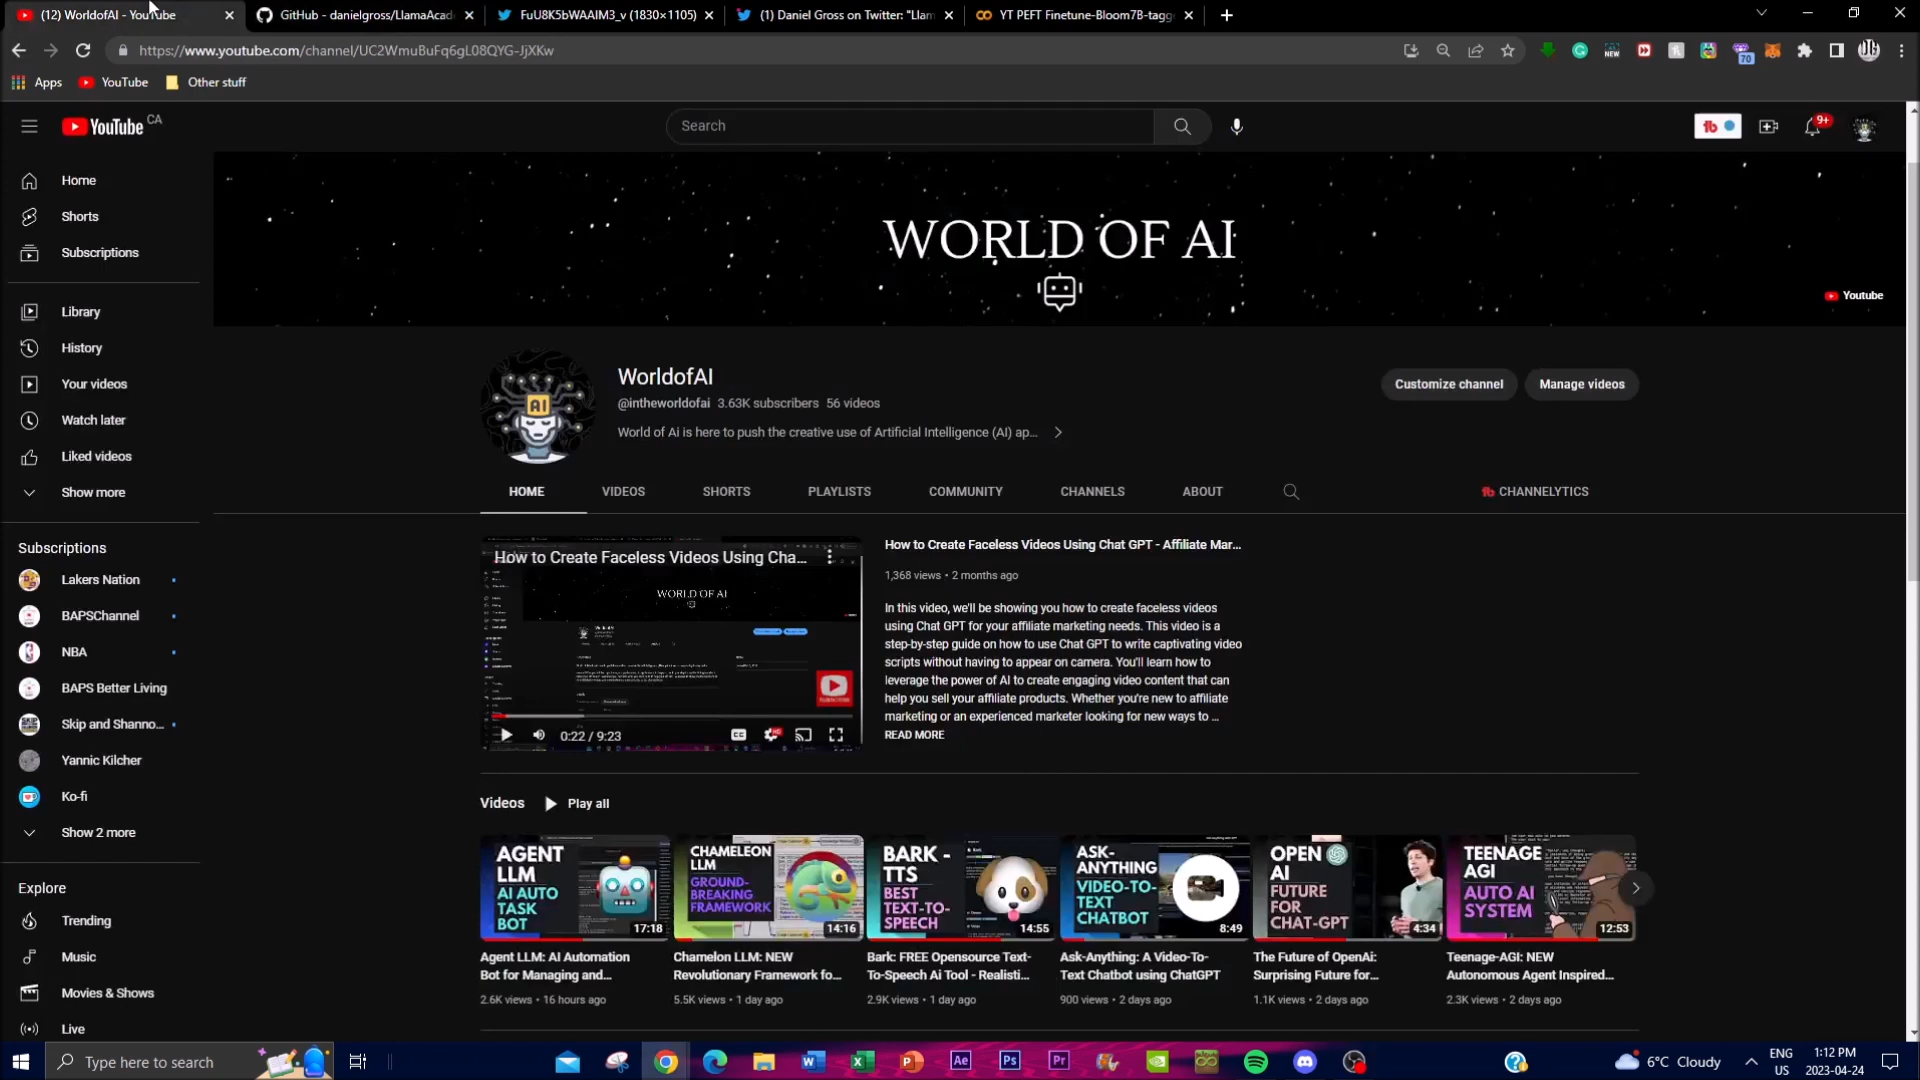 (12) WorldofAI - YouTube
GitHub - danielgross/LlamaAcade
FuU8K5bWAAIM3_v (1830×1105)
(1) Daniel Gross on Twitter: "Llam
YT PEFT Finetune-Bloom7B-tagg
https://www.youtube.com/channel/UC2WmuBuFq6gL08QYG-JjXKw
NEW
70
Apps
YouTube
Other stuff
YouTube CA
Search
9+
Home
Shorts
Subscriptions
Library
History
Your videos
Watch later
Liked videos
Show more
Subscriptions
Lakers Nation
BAPSChannel
NBA
BAPS Better Living
Skip and Shanno...
Yannic Kilcher
Ko-fi
Show 2 more
Explore
Trending
Music
Movies & Shows
Live
WORLD OF AI
Youtube
AI
WorldofAI
@intheworldofai 3.63K subscribers 56 videos
World of Ai is here to push the creative use of Artificial Intelligence (AI) ap...
Customize channel
Manage videos
HOME
VIDEOS
SHORTS
PLAYLISTS
COMMUNITY
CHANNELS
ABOUT
CHANNELYTICS
How to Create Faceless Videos Using Cha...
WORLD OF AI
0:22 / 9:23
How to Create Faceless Videos Using Chat GPT - Affiliate Mar...
1,368 views • 2 months ago
In this video, we'll be showing you how to create faceless videos
using Chat GPT for your affiliate marketing needs. This video is a
step-by-step guide on how to use Chat GPT to write captivating video
scripts without having to appear on camera. You'll learn how to
leverage the power of AI to create engaging video content that can
help you sell your affiliate products. Whether you're new to affiliate
marketing or an experienced marketer looking for new ways to ...
READ MORE
Videos
Play all
AGENT
LLM
AI AUTO
TASK
BOT
17:18
Agent LLM: AI Automation
Bot for Managing and...
2.6K views • 16 hours ago
CHAMELEON
LLM
GROUND-
BREAKING
FRAMEWORK
14:16
Chamelon LLM: NEW
Revolutionary Framework fo...
5.5K views • 1 day ago
BARK -
TTS
BEST
TEXT-TO-
SPEECH
14:55
Bark: FREE Opensource Text-
To-Speech Ai Tool - Realisti...
2.9K views • 1 day ago
ASK-
ANYTHING
VIDEO-TO-
TEXT
CHATBOT
8:49
Ask-Anything: A Video-To-
Text Chatbot using ChatGPT
900 views • 2 days ago
OPEN
AI
FUTURE
FOR
CHAT-GPT
4:34
The Future of OpenAi:
Surprising Future for...
1.1K views • 2 days ago
TEENAGE
AGI
AUTO AI
SYSTEM
12:53
Teenage-AGI: NEW
Autonomous Agent Inspired...
2.3K views • 2 days ago
Type here to search
Ae
Ps
Pr
6°C Cloudy
ENG
US
1:12 PM
2023-04-24